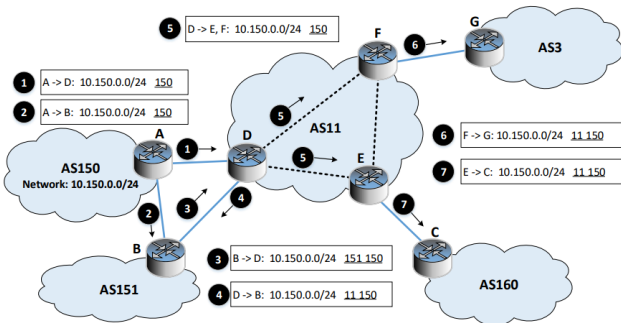 5 D -> E, F: 10.150.0.0/24 150
F
6
G
AS3
1 A -> D: 10.150.0.0/24 150
2 A -> B: 10.150.0.0/24 150
A
1
D
5
AS11
5
E
6 F -> G: 10.150.0.0/24 11 150
7 E -> C: 10.150.0.0/24 11 150
AS150
Network: 10.150.0.0/24
2
3
4
7
C
B
AS151
3 B -> D: 10.150.0.0/24 151 150
4 D -> B: 10.150.0.0/24 11 150
AS160